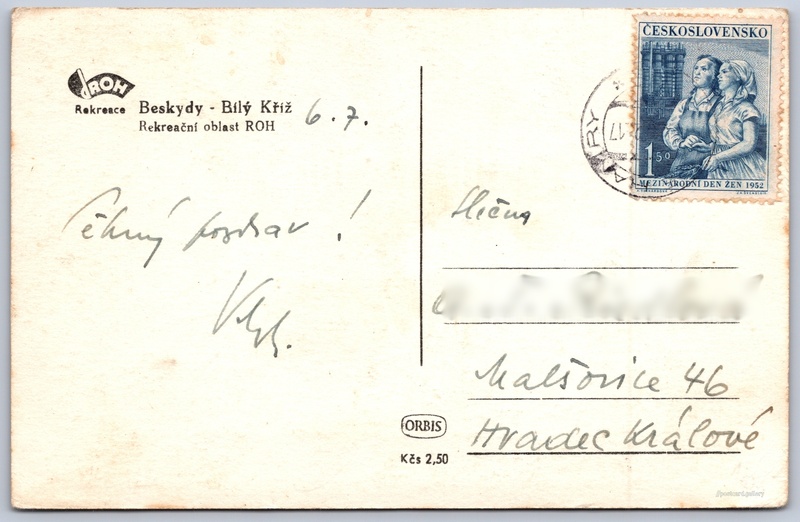 ROH
Rekreace
Beskydy - Bílý Kříž
Rekreační oblast ROH
6. 7.
Pěkný pozdrav !
Slečna
Malšovice 46
Hradec Králové
ORBIS
Kčs 2,50
ČESKOSLOVENSKO
1 50
MEZINÁRODNÍ DEN ŽEN 1952
17